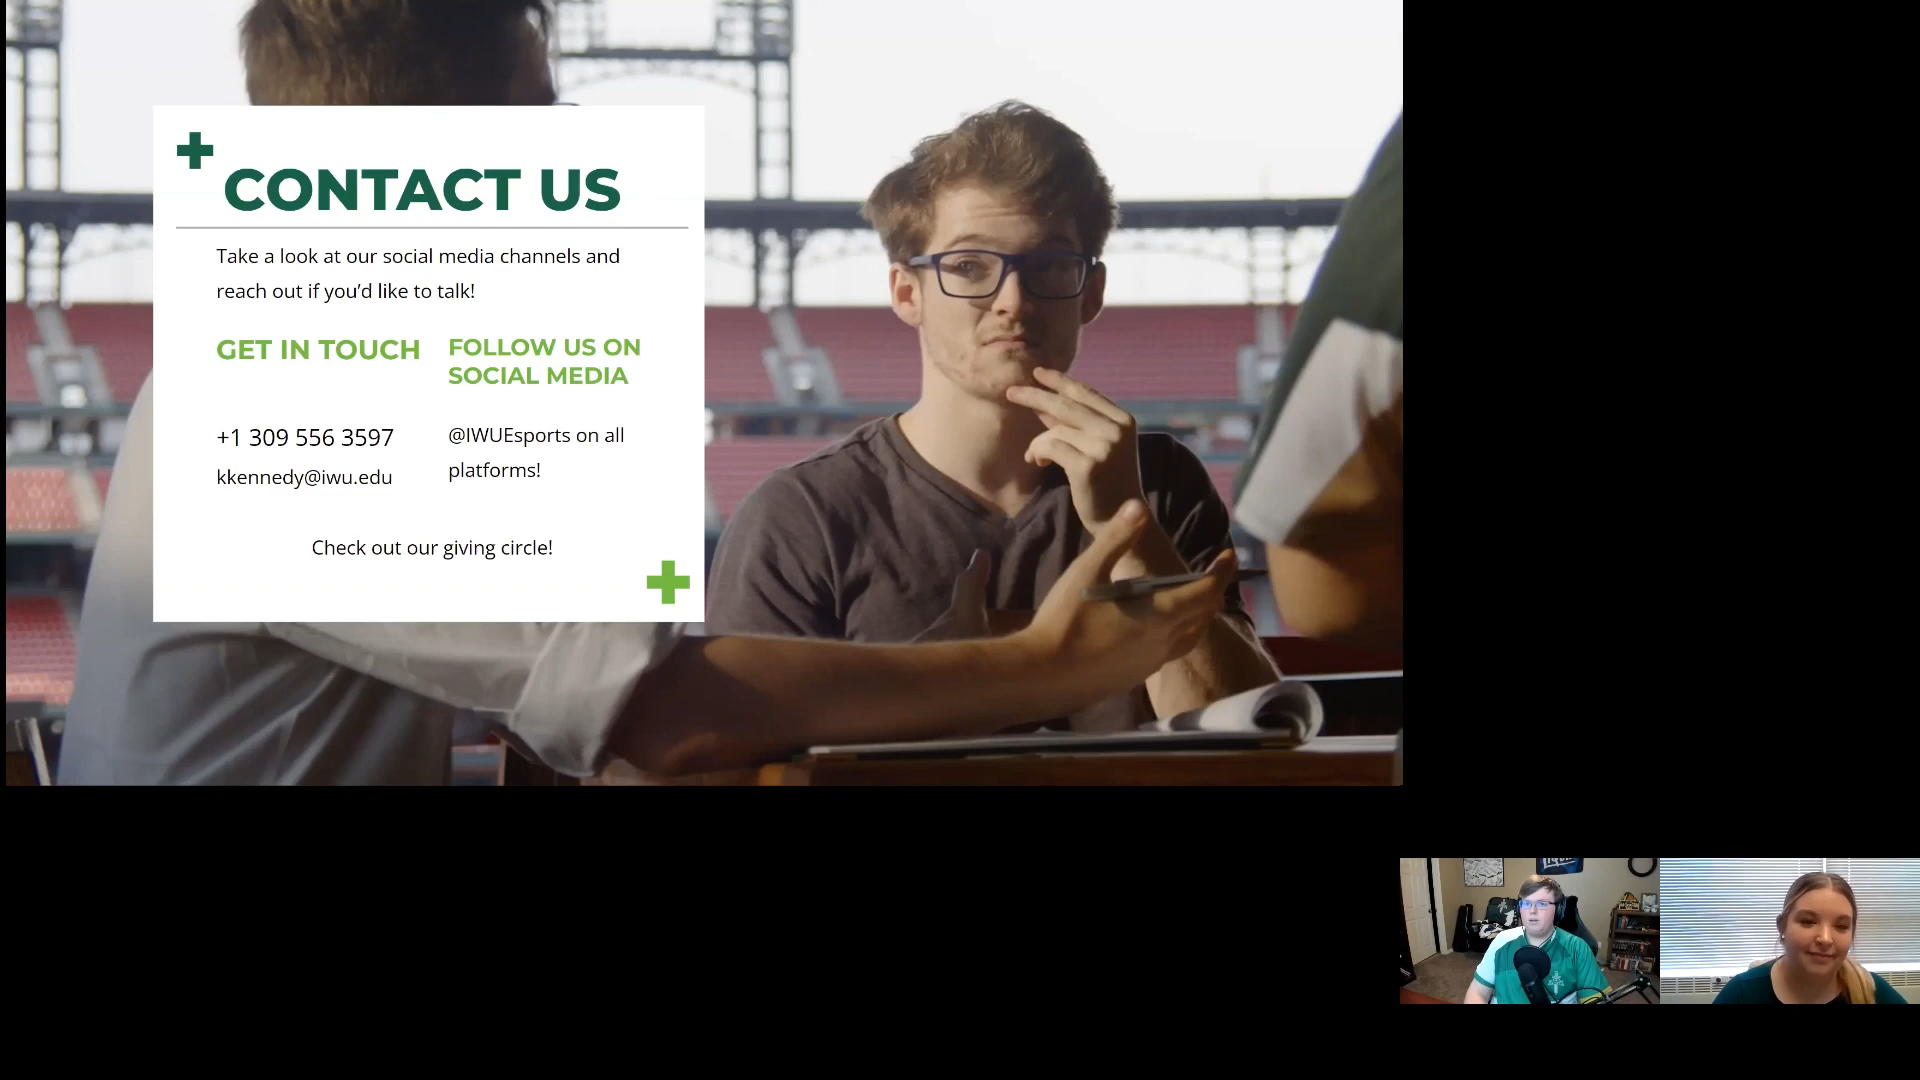 CONTACT US
Take a look at our social media channels and
reach out if you’d like to talk!
GET IN TOUCH
+1 309 556 3597
kkennedy@iwu.edu
FOLLOW US ON
SOCIAL MEDIA
@IWUEsports on all
platforms!
Check out our giving circle!